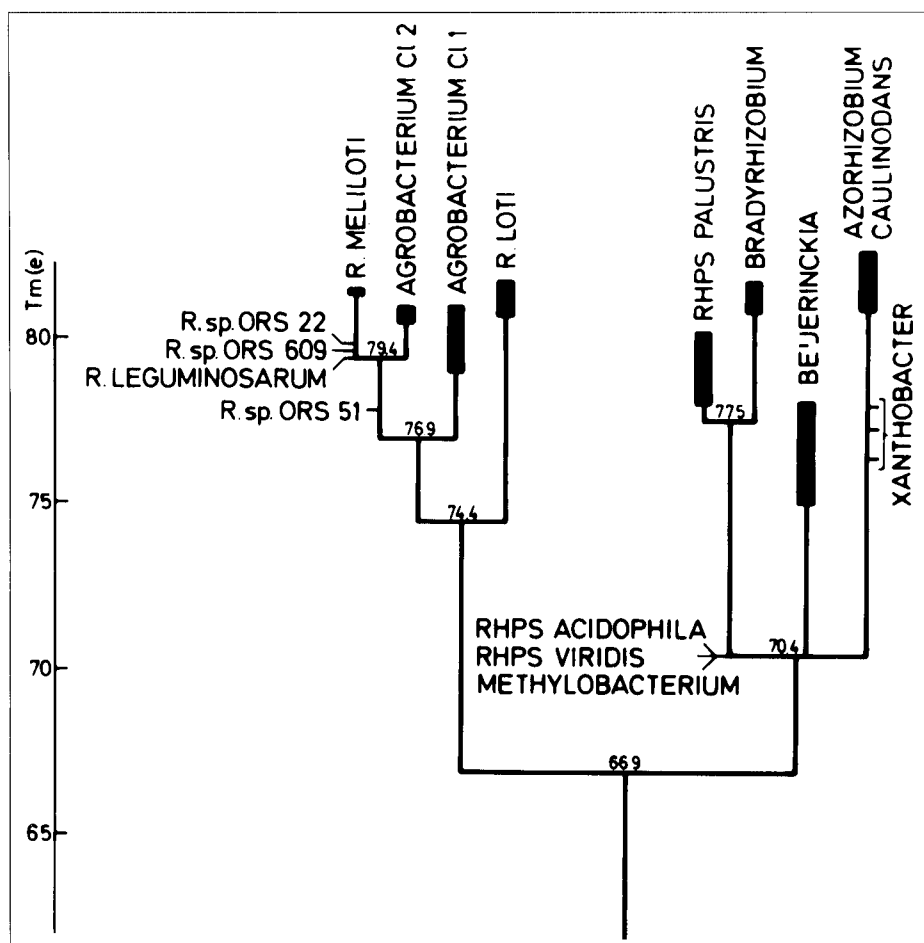 Tm(e)
80
75
70
65
R. MELILOTI
AGROBACTERIUM Cl 2
AGROBACTERIUM Cl 1
R. LOTI
RHPS PALUSTRIS
BRADYRHIZOBIUM
BE'JERINCKIA
AZORHIZOBIUM
CAULINODANS
XANTHOBACTER
R. sp. ORS 22
R. sp. ORS 609
R. LEGUMINOSARUM
R. sp. ORS 51
79.4
76.9
74.4
77.5
RHPS ACIDOPHILA
RHPS VIRIDIS
METHYLOBACTERIUM
70.4
66.9